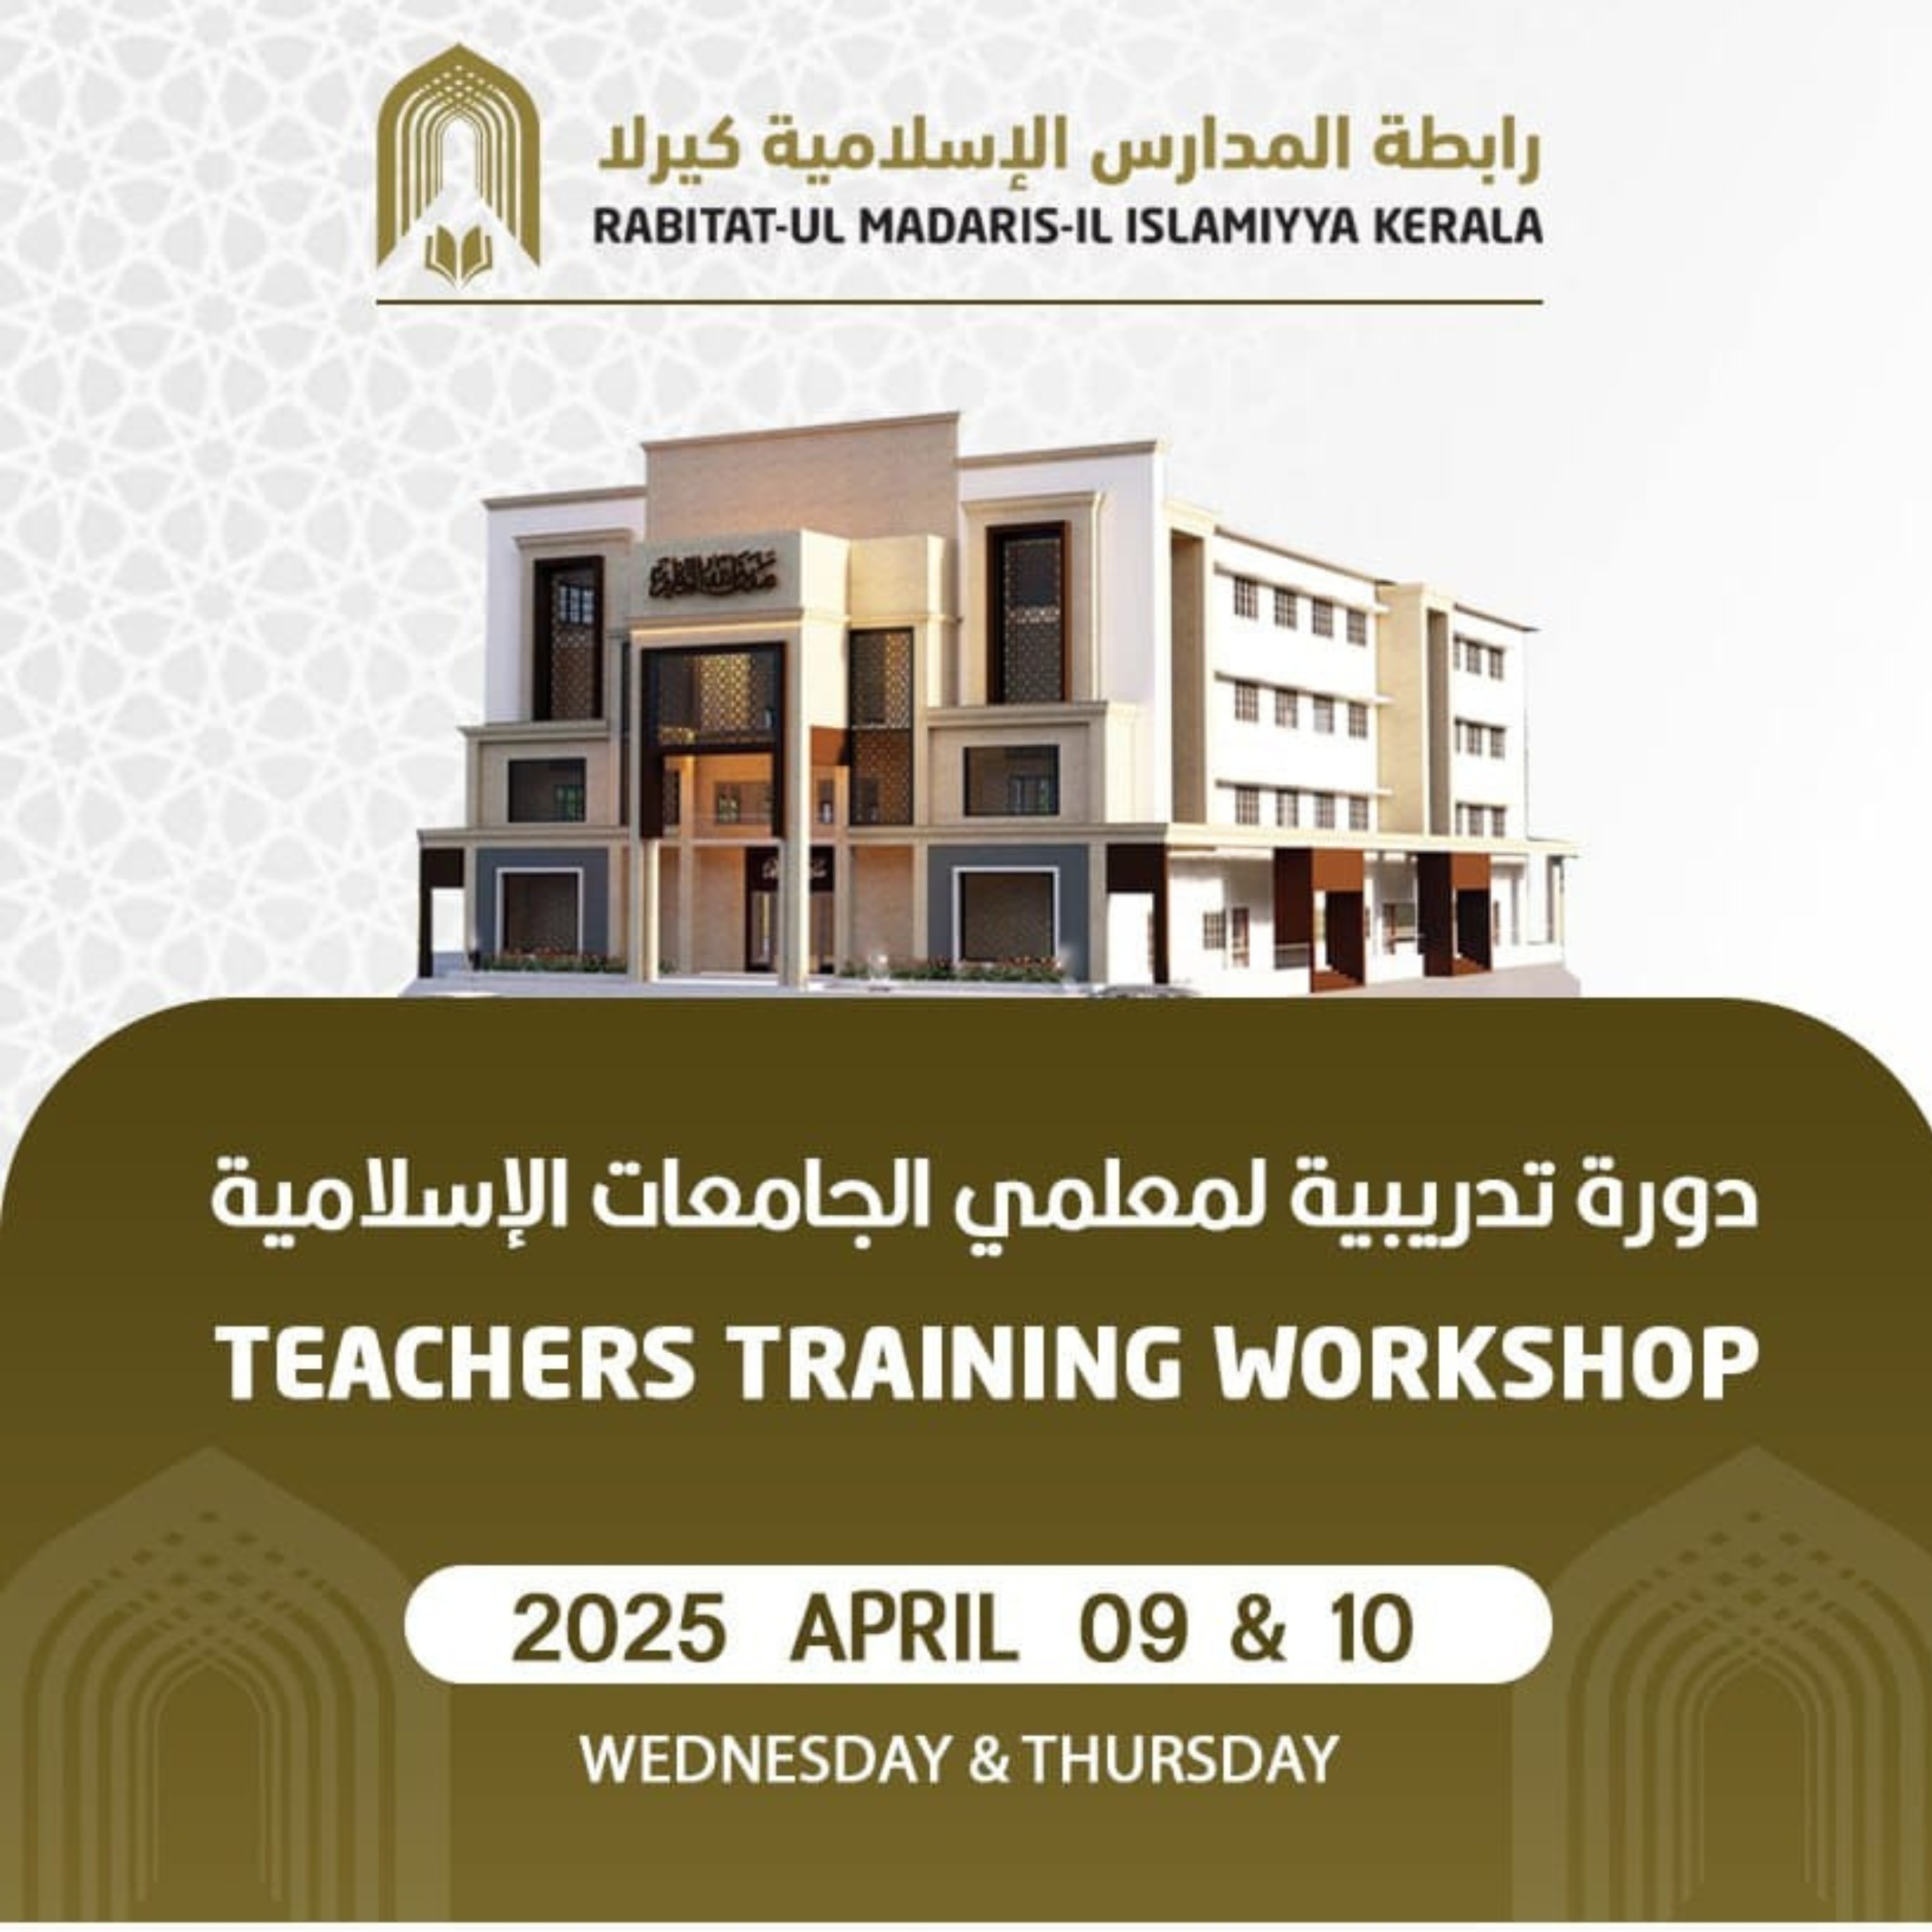 رابطة المدارس الإسلامية كيرلا
RABITAT-UL MADARIS-IL ISLAMIYYA KERALA
دورة تدريبية لمعلمي الجامعات الإسلامية
TEACHERS TRAINING WORKSHOP
2025 APRIL 09 & 10
WEDNESDAY & THURSDAY